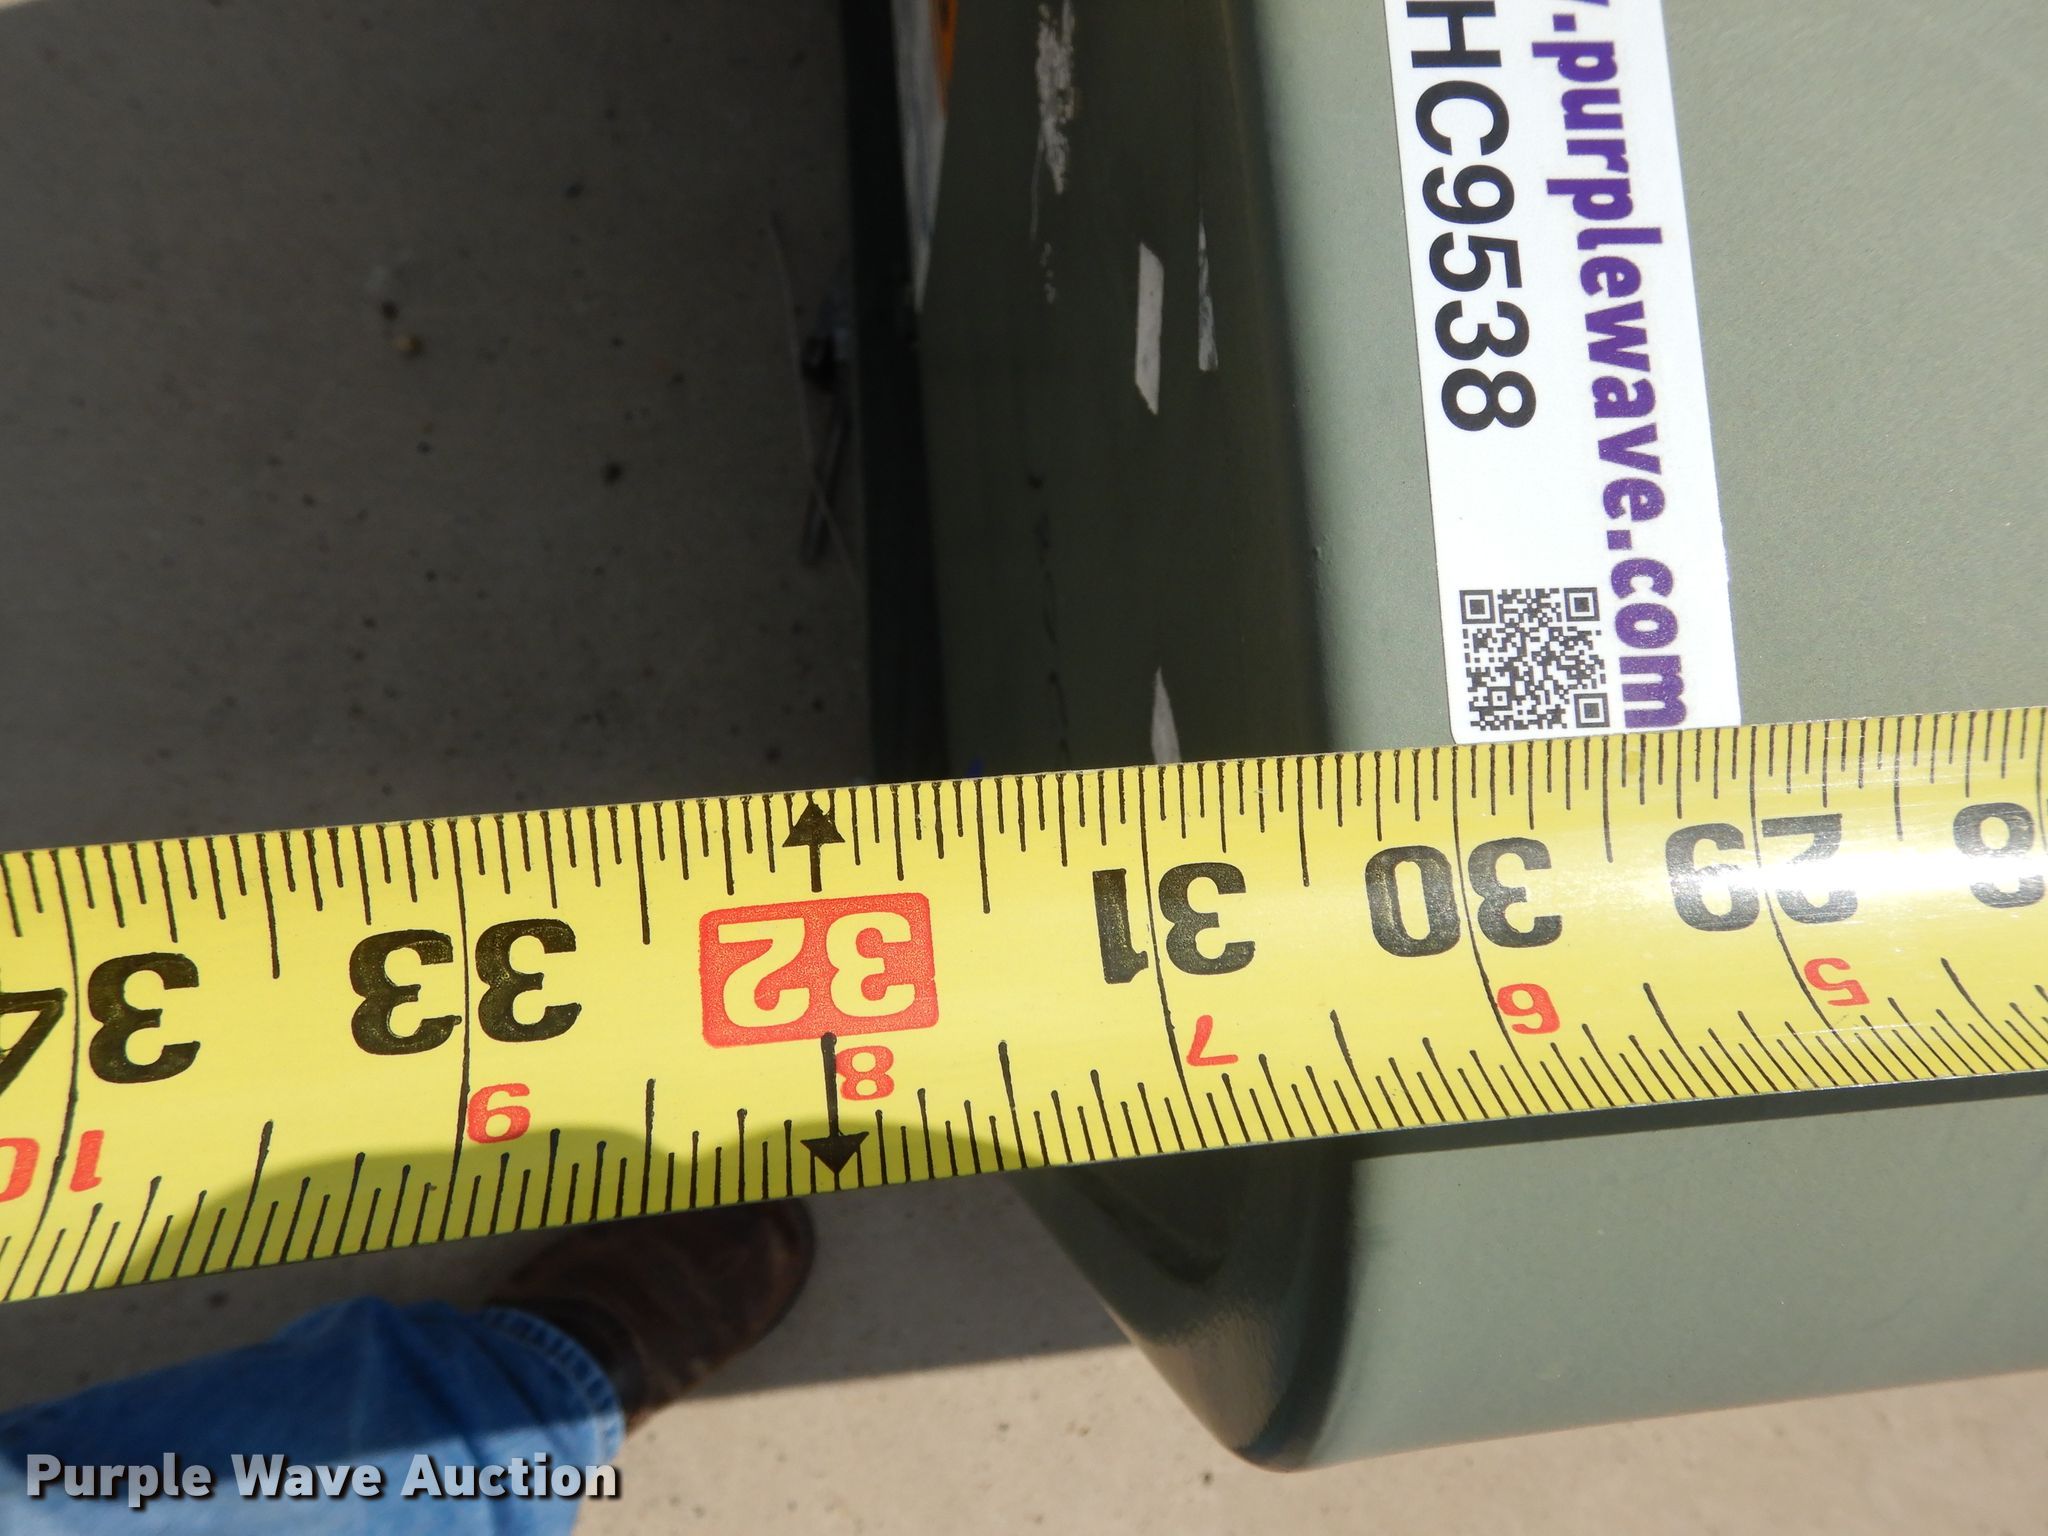 HC9538
.purplewave.com
34 33 32 31 30 29
10 9 8 7 6 5
Purple Wave Auction